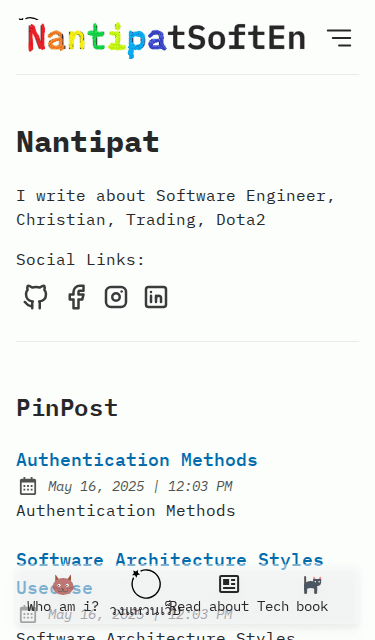 NantipatSoftEn
Nantipat
I write about Software Engineer,
Christian, Trading, Dota2
Social Links:
PinPost
Authentication Methods
May 16, 2025 | 12:03 PM
Authentication Methods
Software Architecture Styles
Usecase
May 16, 2025 | 12:03 PM
Software Architecture Styles
Who am i?
วงแหวนเว็บ
Read about Tech book